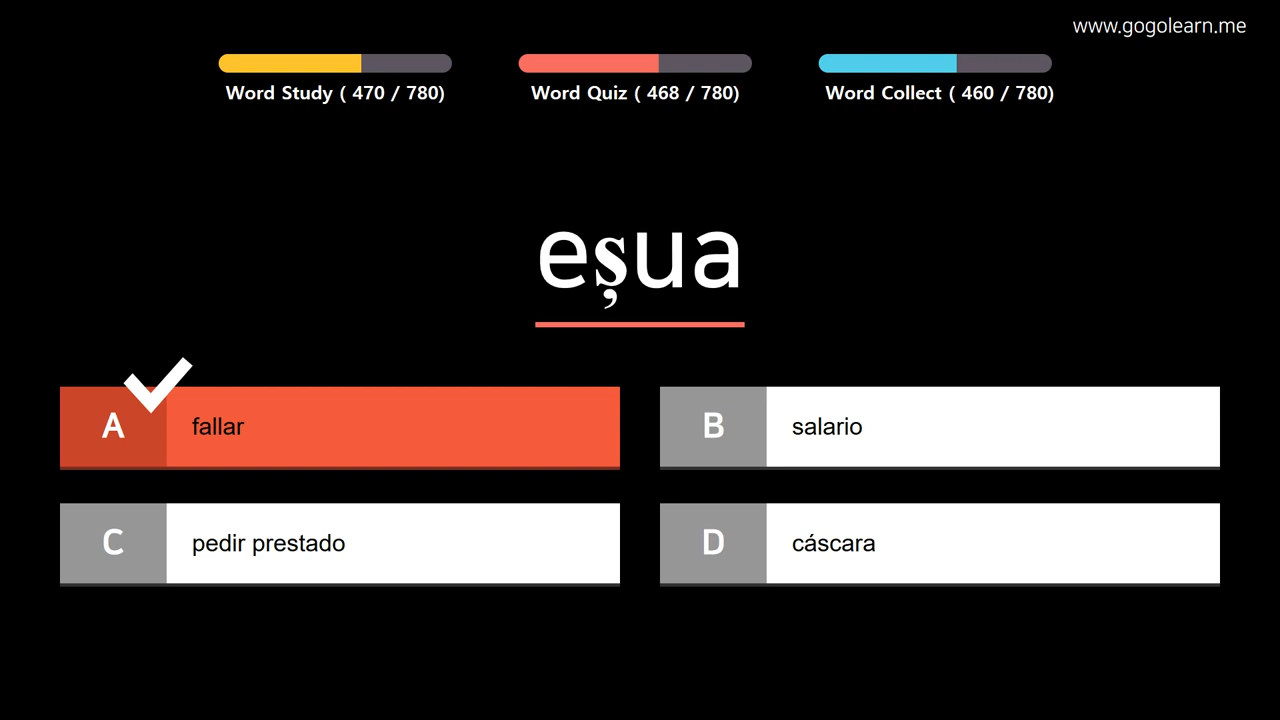 www.gogolearn.me
Word Study ( 470 / 780)
Word Quiz ( 468 / 780)
Word Collect ( 460 / 780)
eșua
A fallar
B salario
C pedir prestado
D cáscara